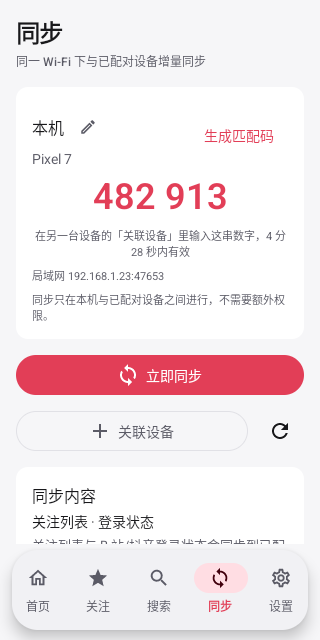 同步
同一 Wi-Fi 下与已配对设备增量同步
本机
生成匹配码
Pixel 7
482 913
在另一台设备的「关联设备」里输入这串数字，4 分
28 秒内有效
局域网 192.168.1.23:47653
同步只在本机与已配对设备之间进行，不需要额外权
限。
立即同步
关联设备
同步内容
关注列表 · 登录状态
首页
关注
搜索
同步
设置